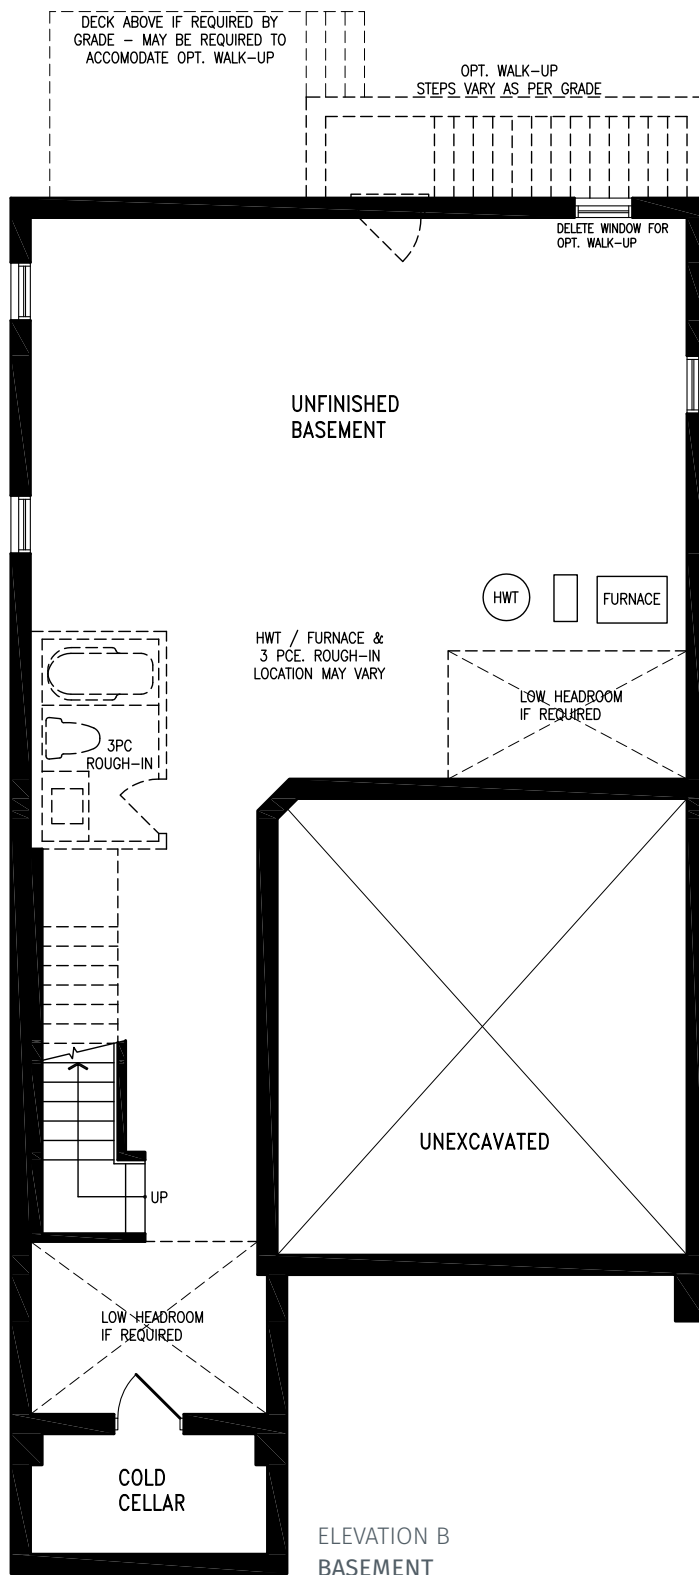 DECK ABOVE IF REQUIRED BY
GRADE – MAY BE REQUIRED TO
ACCOMODATE OPT. WALK–UP
OPT. WALK–UP
STEPS VARY AS PER GRADE
DELETE WINDOW FOR
OPT. WALK–UP
UNFINISHED
BASEMENT
HWT
FURNACE
HWT / FURNACE &
3 PCE. ROUGH–IN
LOCATION MAY VARY
LOW HEADROOM
IF REQUIRED
3PC
ROUGH–IN
UNEXCAVATED
UP
LOW HEADROOM
IF REQUIRED
COLD
CELLAR
ELEVATION B
BASEMENT